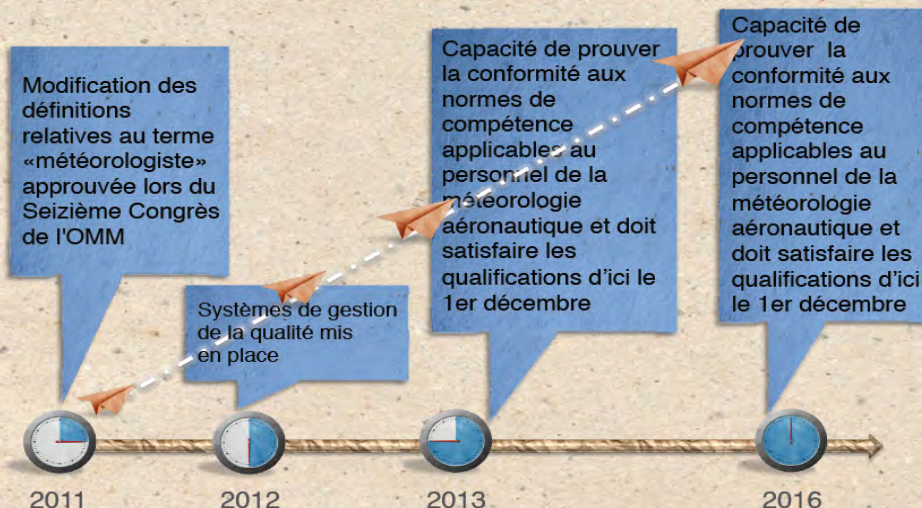 Modification des
définitions
relatives au terme
«météorologiste»
approuvée lors du
Seizième Congrès
de l'OMM
Systèmes de gestion
de la qualité mis
en place
Capacité de prouver
la conformité aux
normes de
compétence
applicables au
personnel de la
météorologie
aéronautique et doit
satisfaire les
qualifications d'ici le
1er décembre
Capacité de
prouver la
conformité aux
normes de
compétence
applicables au
personnel de la
météorologie
aéronautique et
doit satisfaire les
qualifications d'ici
le 1er décembre
2011
2012
2013
2016